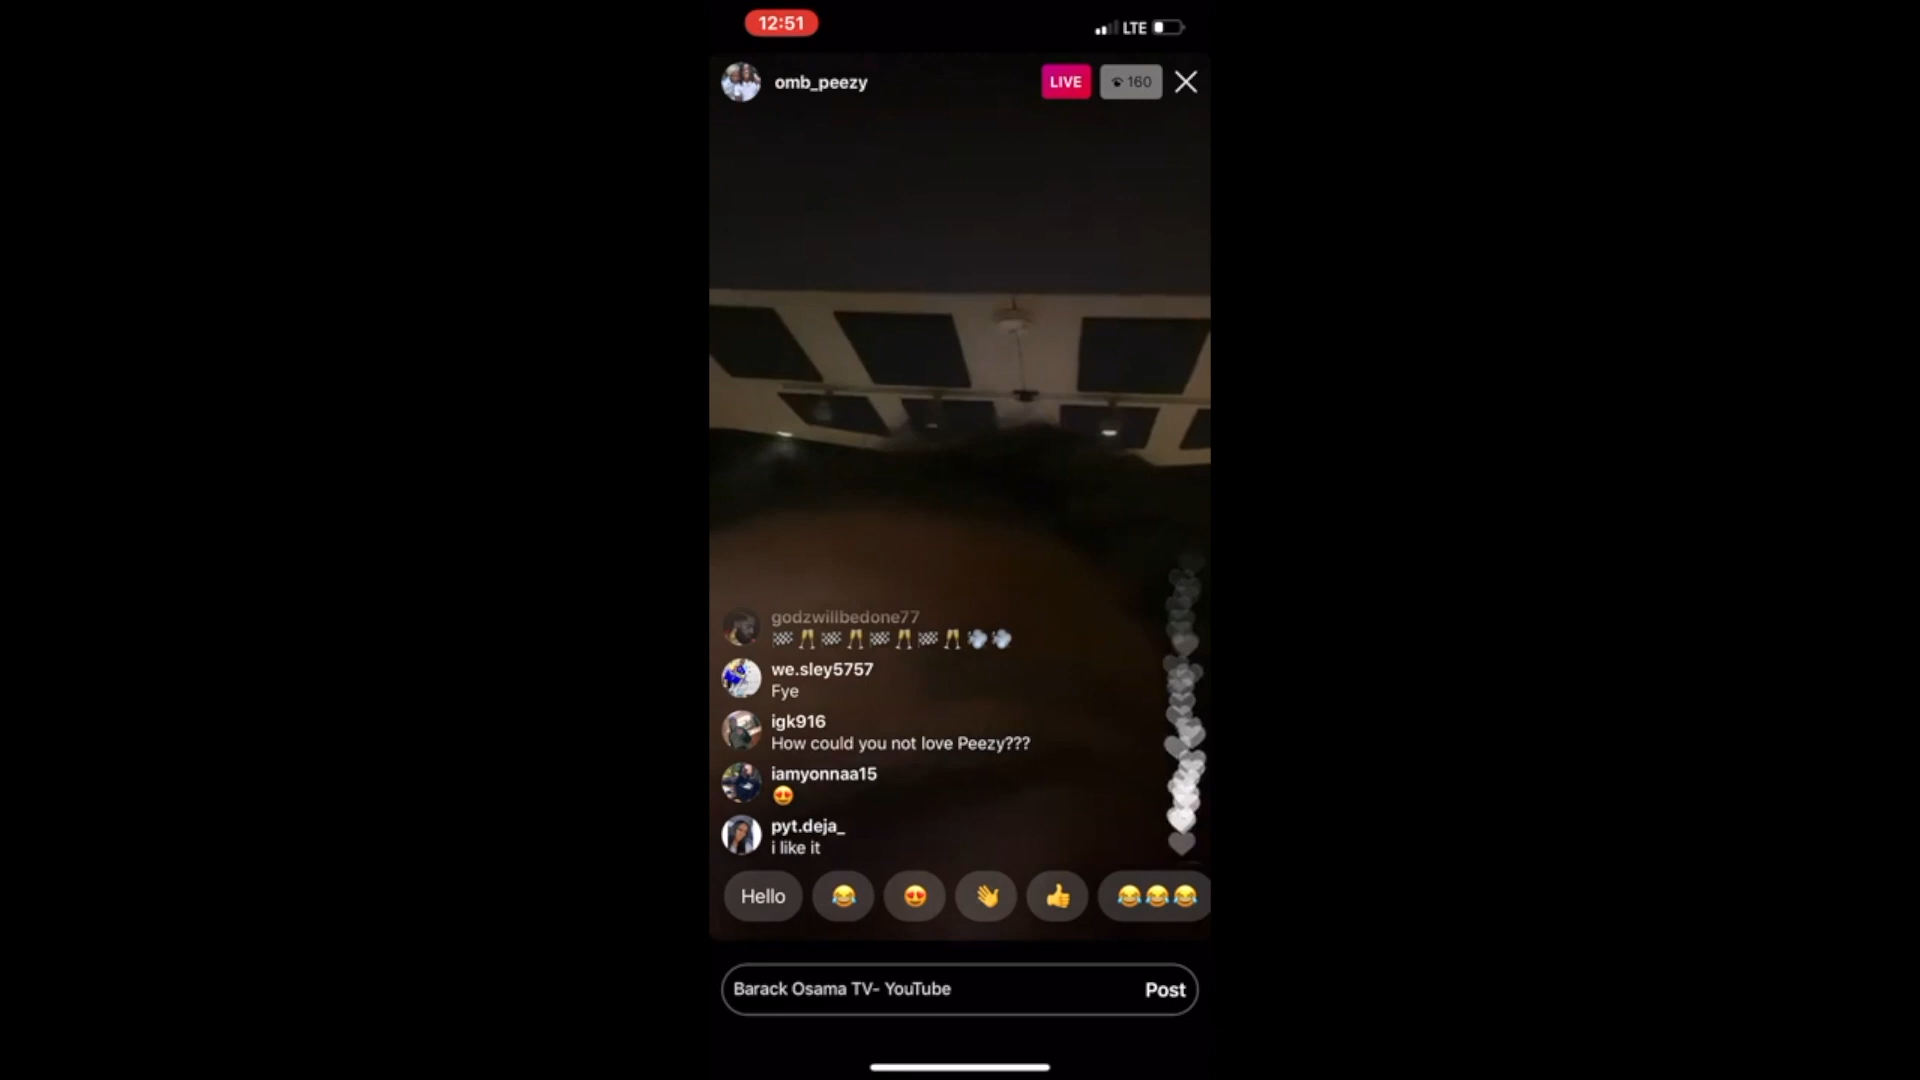 12:51
LTE
omb_peezy
LIVE
160
godzwillbedone77
🏁🥂🏁🥂🏁🥂🏁🥂💨💨
we.sley5757
Fye
igk916
How could you not love Peezy???
iamyonnaa15
😍
pyt.deja_
i like it
Hello 😂 😍 👋 👍 😂😂😂
Barack Osama TV- YouTube
Post